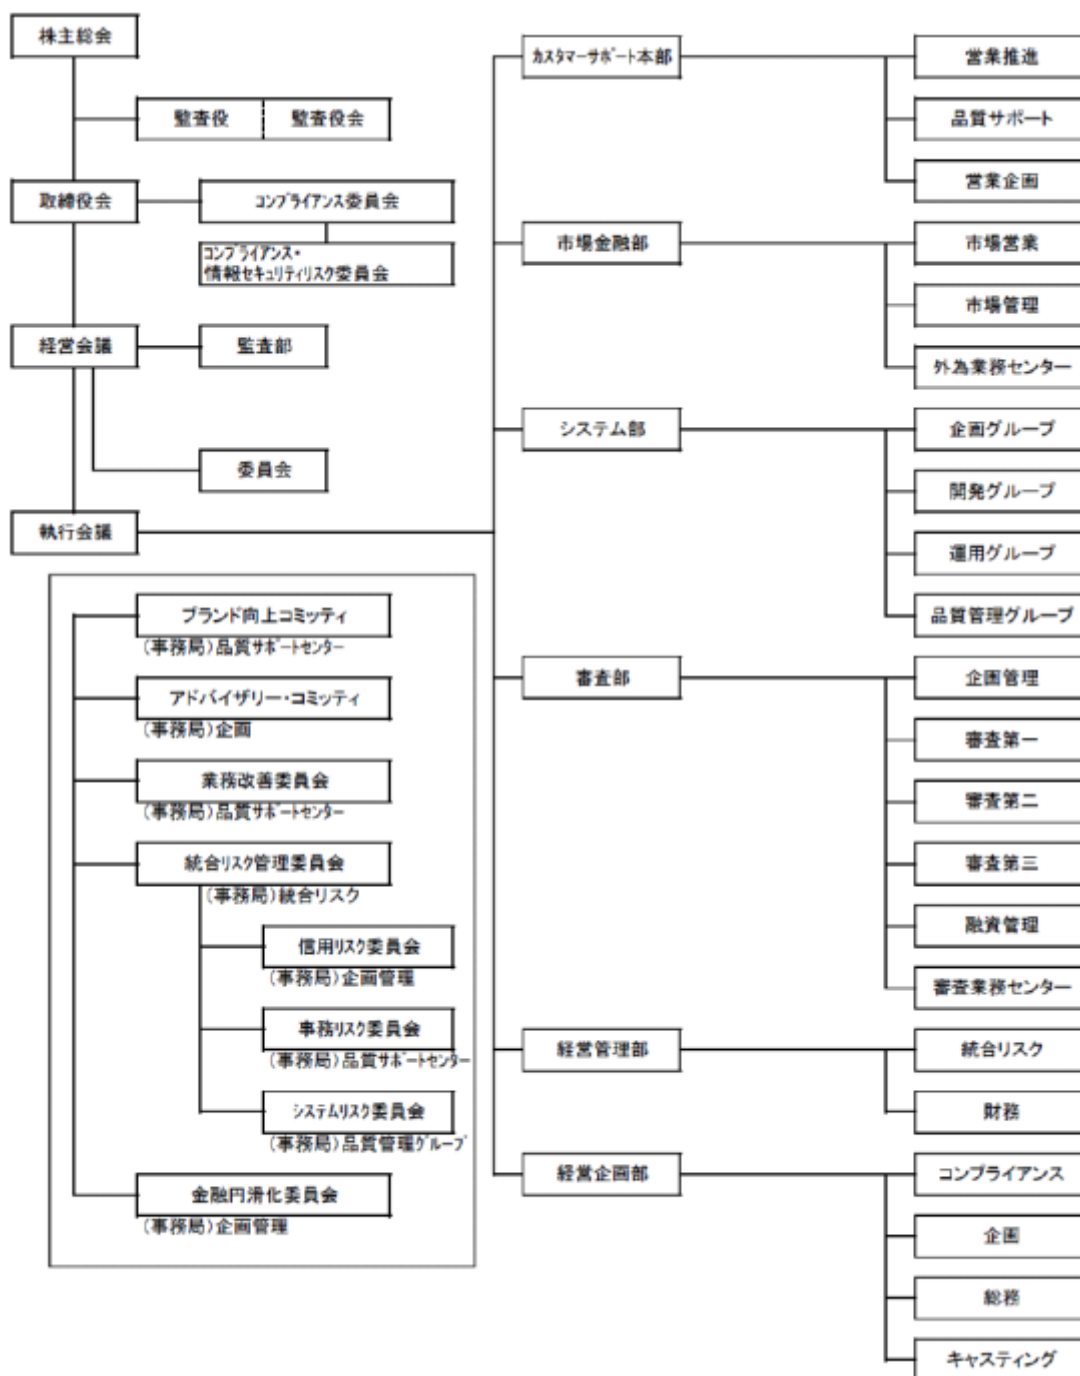 株主総会
監査役 監査役会
取締役会
コンプライアンス委員会
コンプライアンス・
情報セキュリティリスク委員会
経営会議
監査部
委員会
執行会議
ブランド向上コミッティ
(事務局)品質サポートセンター
アドバイザリー・コミッティ
(事務局)企画
業務改善委員会
(事務局)品質サポートセンター
統合リスク管理委員会
(事務局)統合リスク
信用リスク委員会
(事務局)企画管理
事務リスク委員会
(事務局)品質サポートセンター
システムリスク委員会
(事務局)品質管理グループ
金融円滑化委員会
(事務局)企画管理
カスタマーサポート本部
営業推進
品質サポート
営業企画
市場金融部
市場営業
市場管理
外為業務センター
システム部
企画グループ
開発グループ
運用グループ
品質管理グループ
審査部
企画管理
審査第一
審査第二
審査第三
融資管理
審査業務センター
経営管理部
統合リスク
財務
経営企画部
コンプライアンス
企画
総務
キャスティング